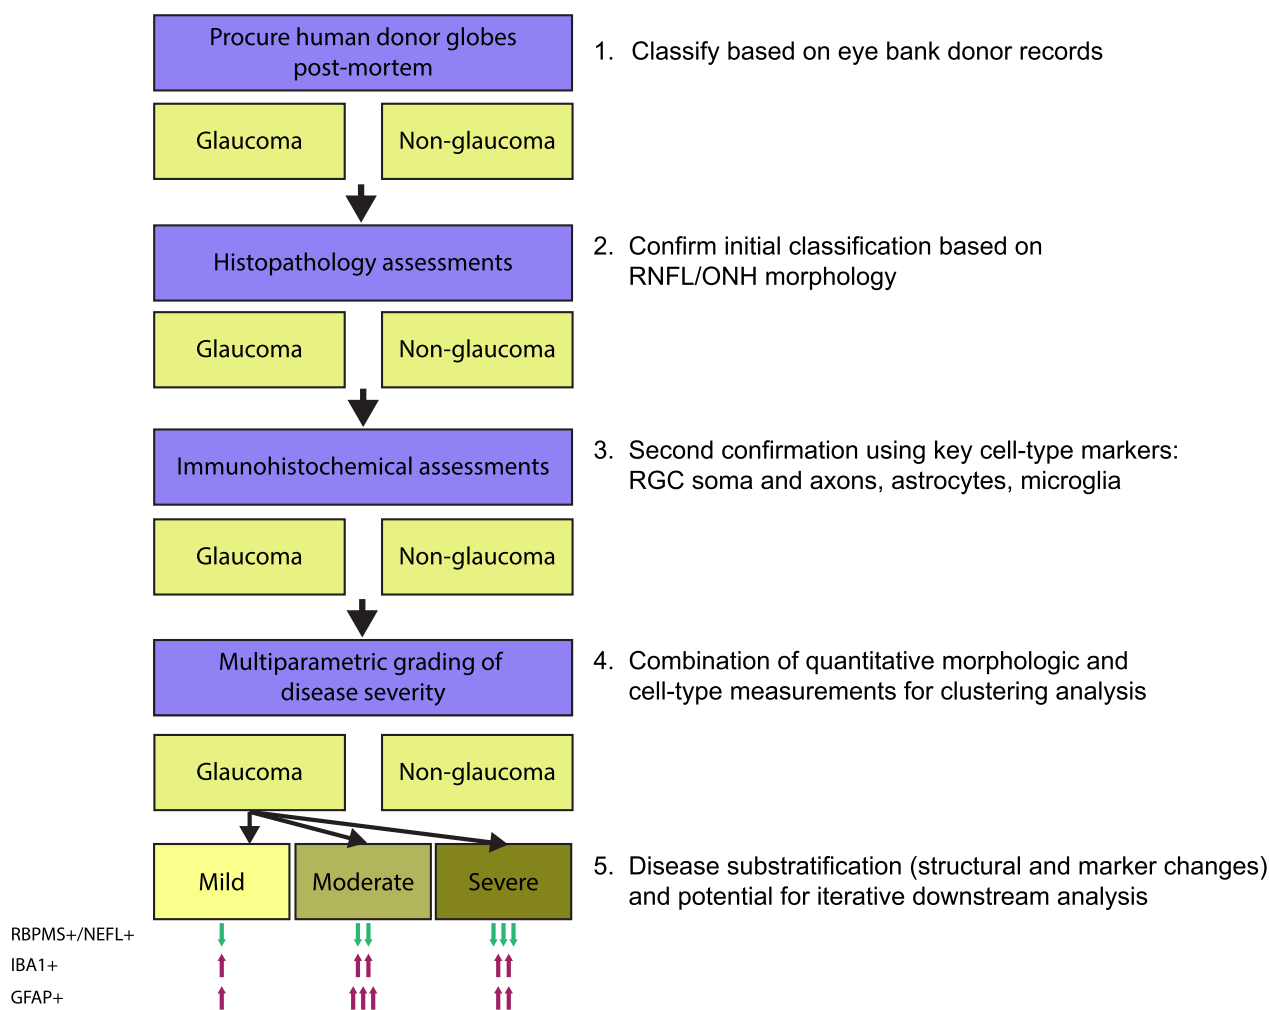 Procure human donor globes
post-mortem
1. Classify based on eye bank donor records
Glaucoma
Non-glaucoma
Histopathology assessments
2. Confirm initial classification based on
RNFL/ONH morphology
Glaucoma
Non-glaucoma
Immunohistochemical assessments
3. Second confirmation using key cell-type markers:
RGC soma and axons, astrocytes, microglia
Glaucoma
Non-glaucoma
Multiparametric grading of
disease severity
4. Combination of quantitative morphologic and
cell-type measurements for clustering analysis
Glaucoma
Non-glaucoma
Mild
Moderate
Severe
5. Disease substratification (structural and marker changes)
and potential for iterative downstream analysis
RBPMS+/NEFL+
IBA1+
GFAP+